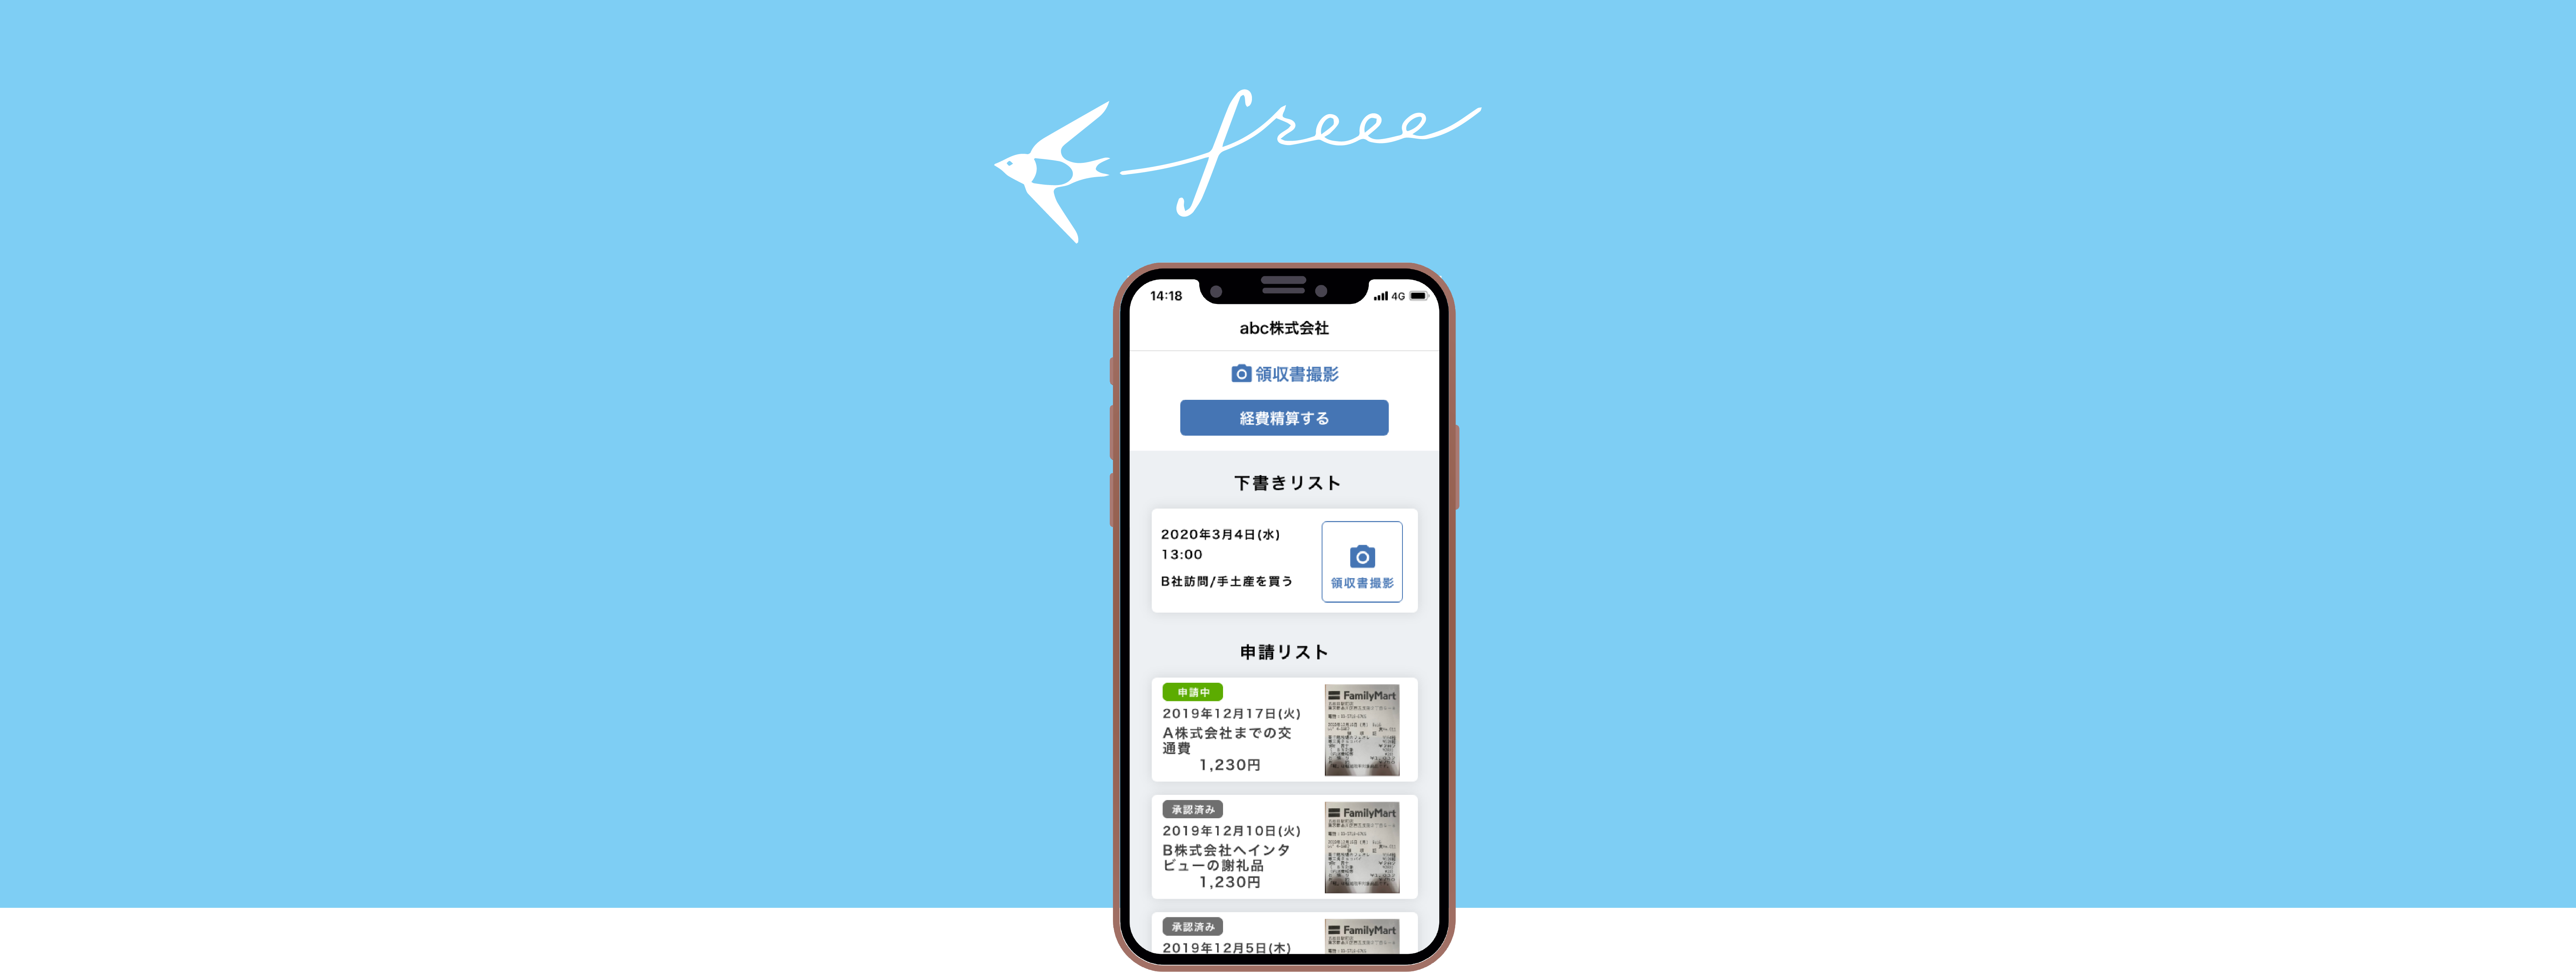 freee
14:18
4G
abc株式会社
領収書撮影
経費精算する
下書きリスト
2020年3月4日(水)
13:00
B社訪問/手土産を買う
領収書撮影
申請リスト
申請中
2019年12月17日(火)
A株式会社までの交
通費
1,230円
FamilyMart
承認済み
2019年12月10日(火)
B株式会社へインタ
ビューの謝礼品
1,230円
FamilyMart
承認済み
2019年12月5日(木)
FamilyMart